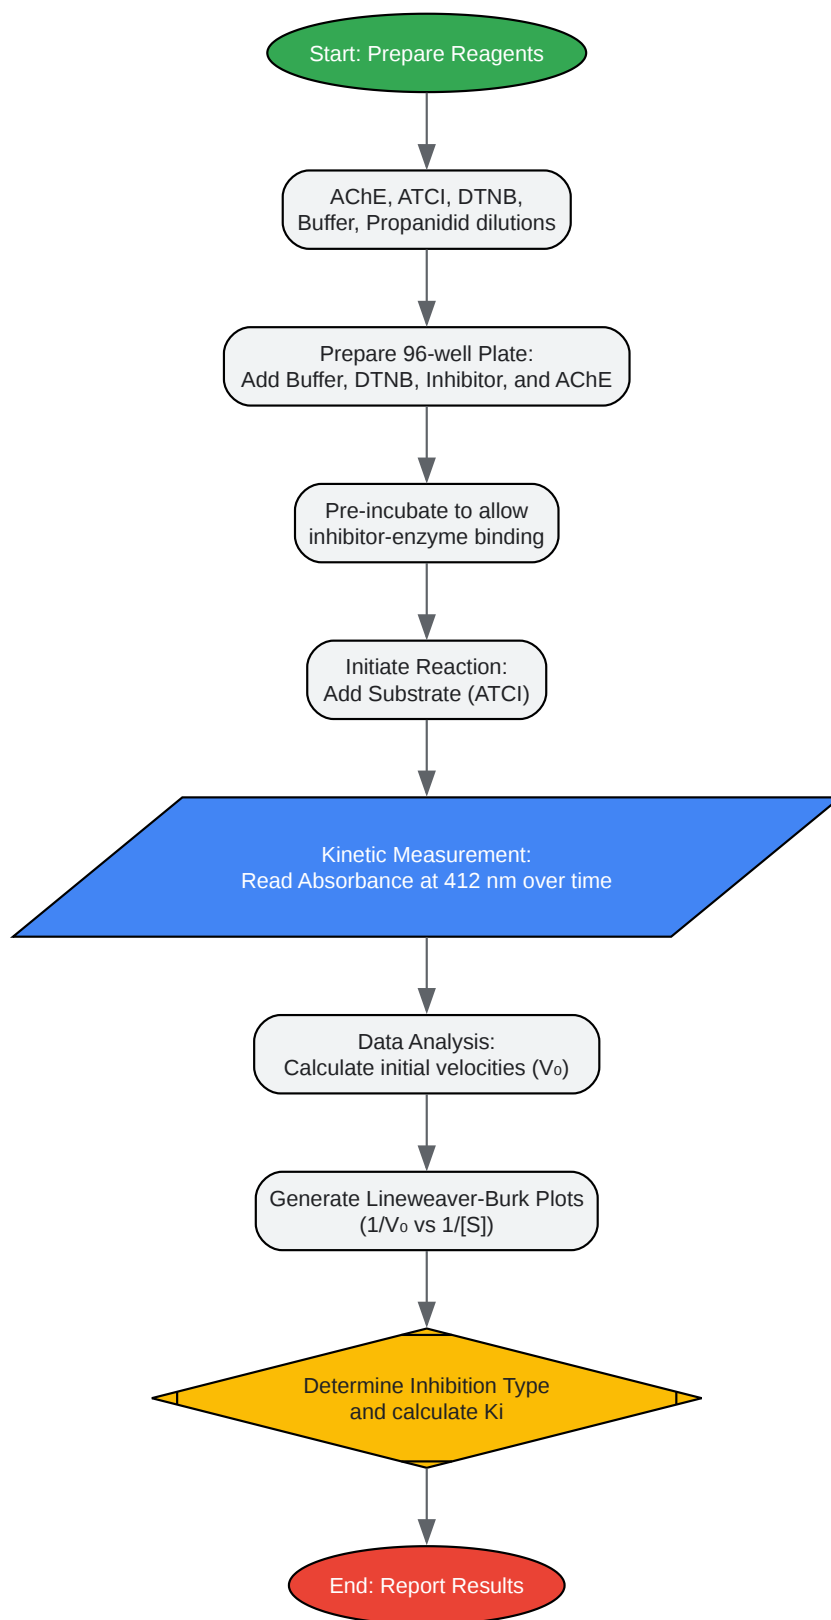 Start: Prepare Reagents
AChE, ATCI, DTNB,
Buffer, Propanidid dilutions
Prepare 96-well Plate:
Add Buffer, DTNB, Inhibitor, and AChE
Pre-incubate to allow
inhibitor-enzyme binding
Initiate Reaction:
Add Substrate (ATCI)
Kinetic Measurement:
Read Absorbance at 412 nm over time
Data Analysis:
Calculate initial velocities (V₀)
Generate Lineweaver-Burk Plots
(1/V₀ vs 1/[S])
Determine Inhibition Type
and calculate Ki
End: Report Results